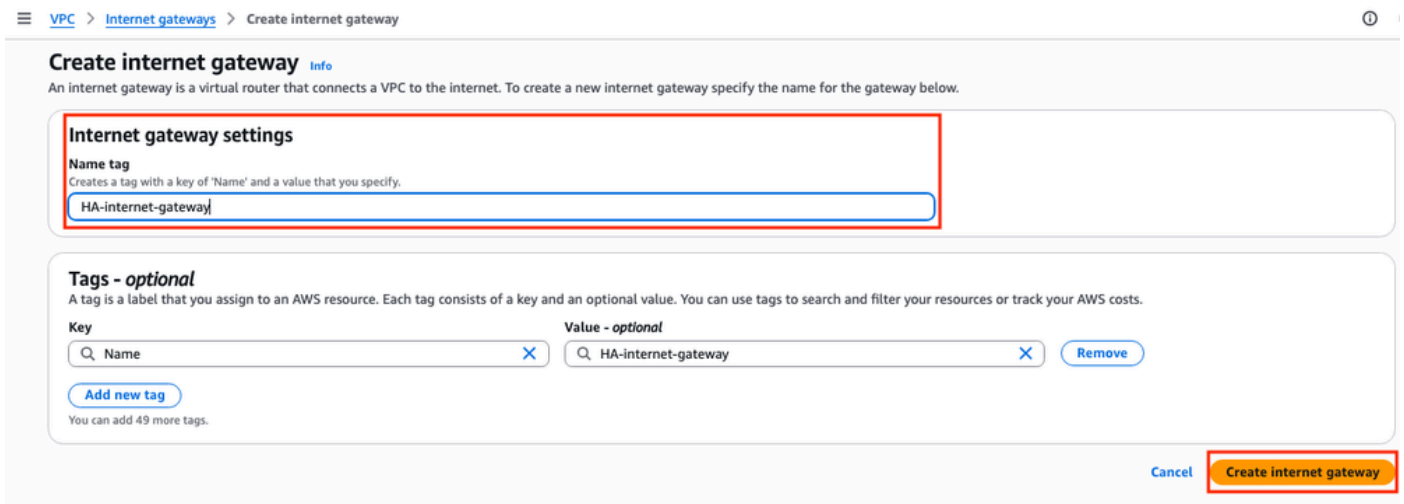 VPC > Internet gateways > Create internet gateway
Create internet gateway Info
An internet gateway is a virtual router that connects a VPC to the internet. To create a new internet gateway specify the name for the gateway below.
Internet gateway settings
Name tag
Creates a tag with a key of 'Name' and a value that you specify.
HA-internet-gateway
Tags - optional
A tag is a label that you assign to an AWS resource. Each tag consists of a key and an optional value. You can use tags to search and filter your resources or track your AWS costs.
Key Value - optional
Name HA-internet-gateway Remove
Add new tag
You can add 49 more tags.
Cancel Create internet gateway